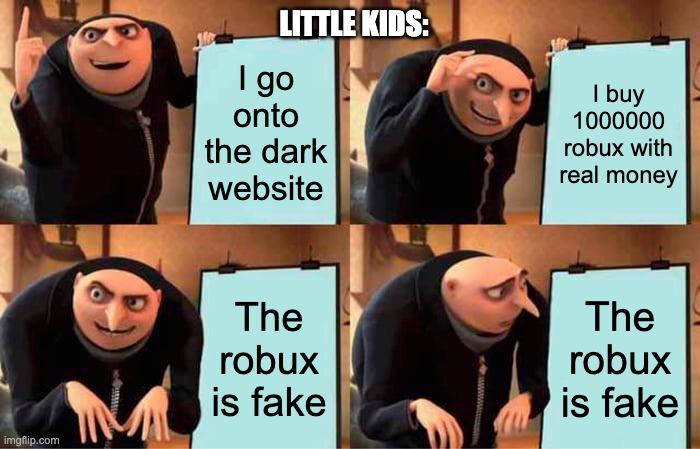 LITTLE KIDS:
I go
onto
the dark
website
I buy
1000000
robux with
real money
The
robux
is fake
The
robux
is fake
imgflip.com